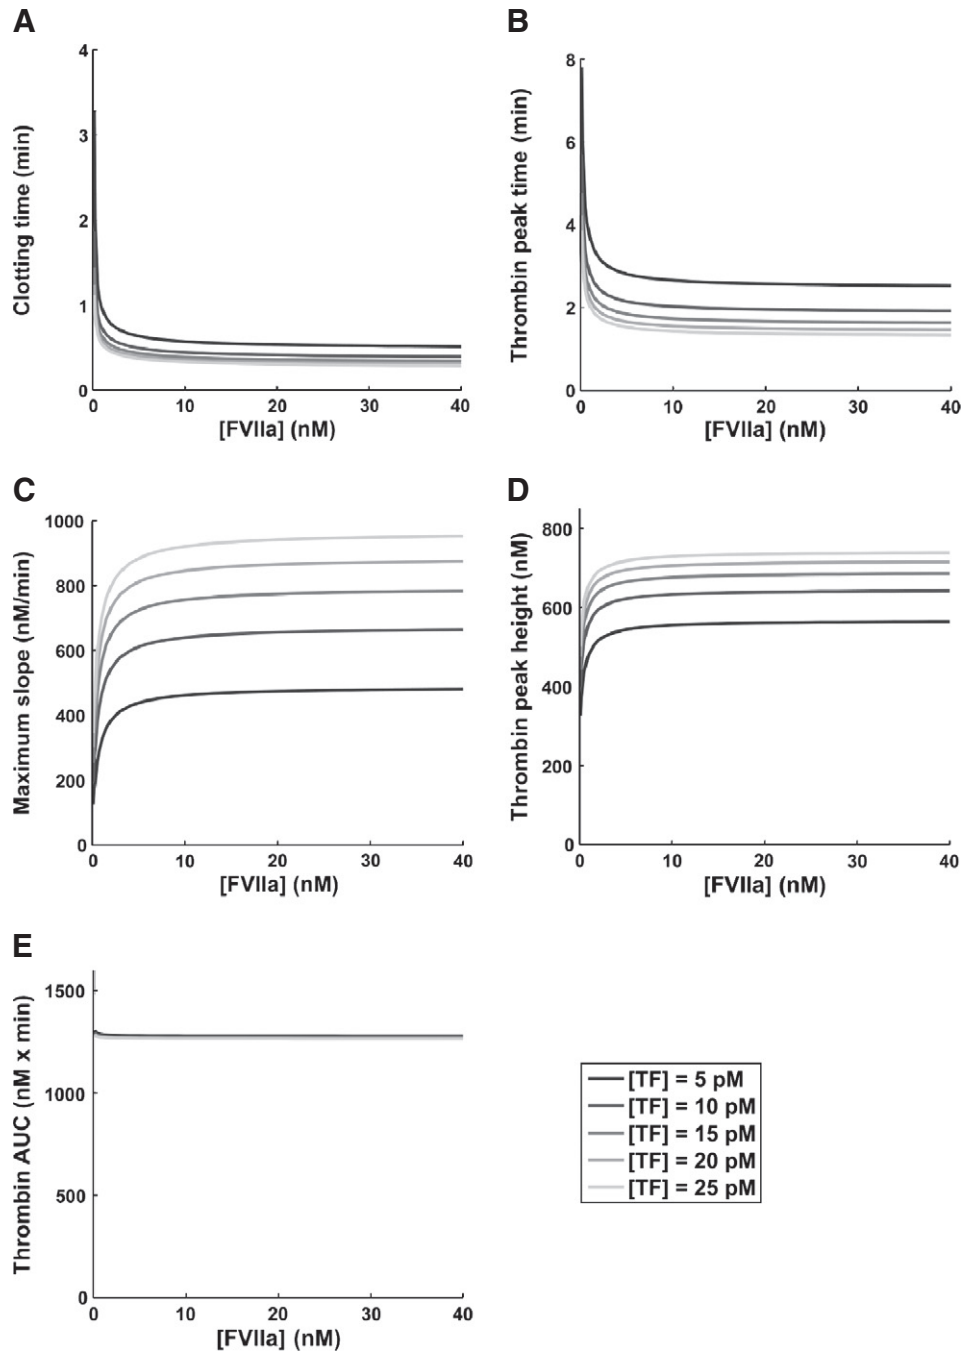 A
Clotting time (min)
4
3
2
1
0
0 10 20 30 40
[FVIIa] (nM)
B
Thrombin peak time (min)
8
6
4
2
0
0 10 20 30 40
[FVIIa] (nM)
C
Maximum slope (nM/min)
1000
800
600
400
200
0
0 10 20 30 40
[FVIIa] (nM)
D
Thrombin peak height (nM)
800
600
400
200
0
0 10 20 30 40
[FVIIa] (nM)
E
Thrombin AUC (nM x min)
1500
1000
500
0
0 10 20 30 40
[FVIIa] (nM)
[TF] = 5 pM
[TF] = 10 pM
[TF] = 15 pM
[TF] = 20 pM
[TF] = 25 pM